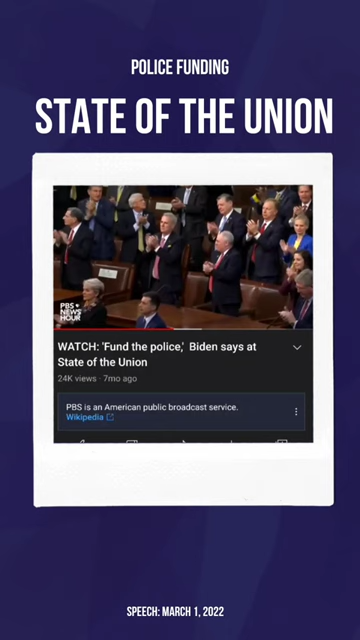 POLICE FUNDING
STATE OF THE UNION
PBS
NEWS
HOUR
WATCH: 'Fund the police,' Biden says at
State of the Union
24K views · 7mo ago
PBS is an American public broadcast service.
Wikipedia
SPEECH: MARCH 1, 2022